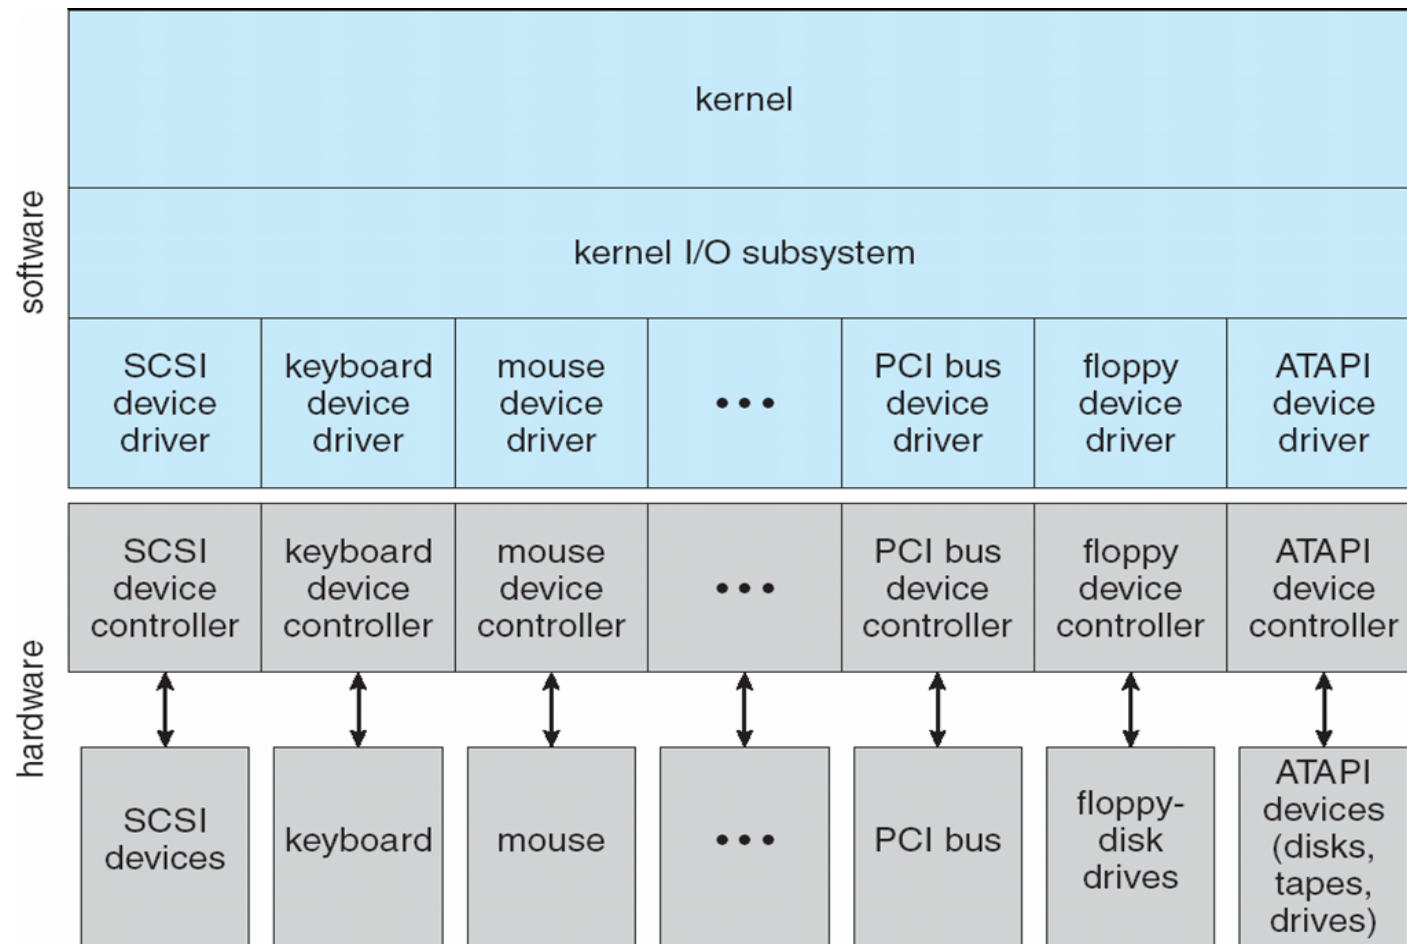 software
kernel
kernel I/O subsystem
SCSI
device
driver
keyboard
device
driver
mouse
device
driver
•••
PCI bus
device
driver
floppy
device
driver
ATAPI
device
driver
hardware
SCSI
device
controller
keyboard
device
controller
mouse
device
controller
•••
PCI bus
device
controller
floppy
device
controller
ATAPI
device
controller
SCSI
devices
keyboard
mouse
•••
PCI bus
floppy-
disk
drives
ATAPI
devices
(disks,
tapes,
drives)